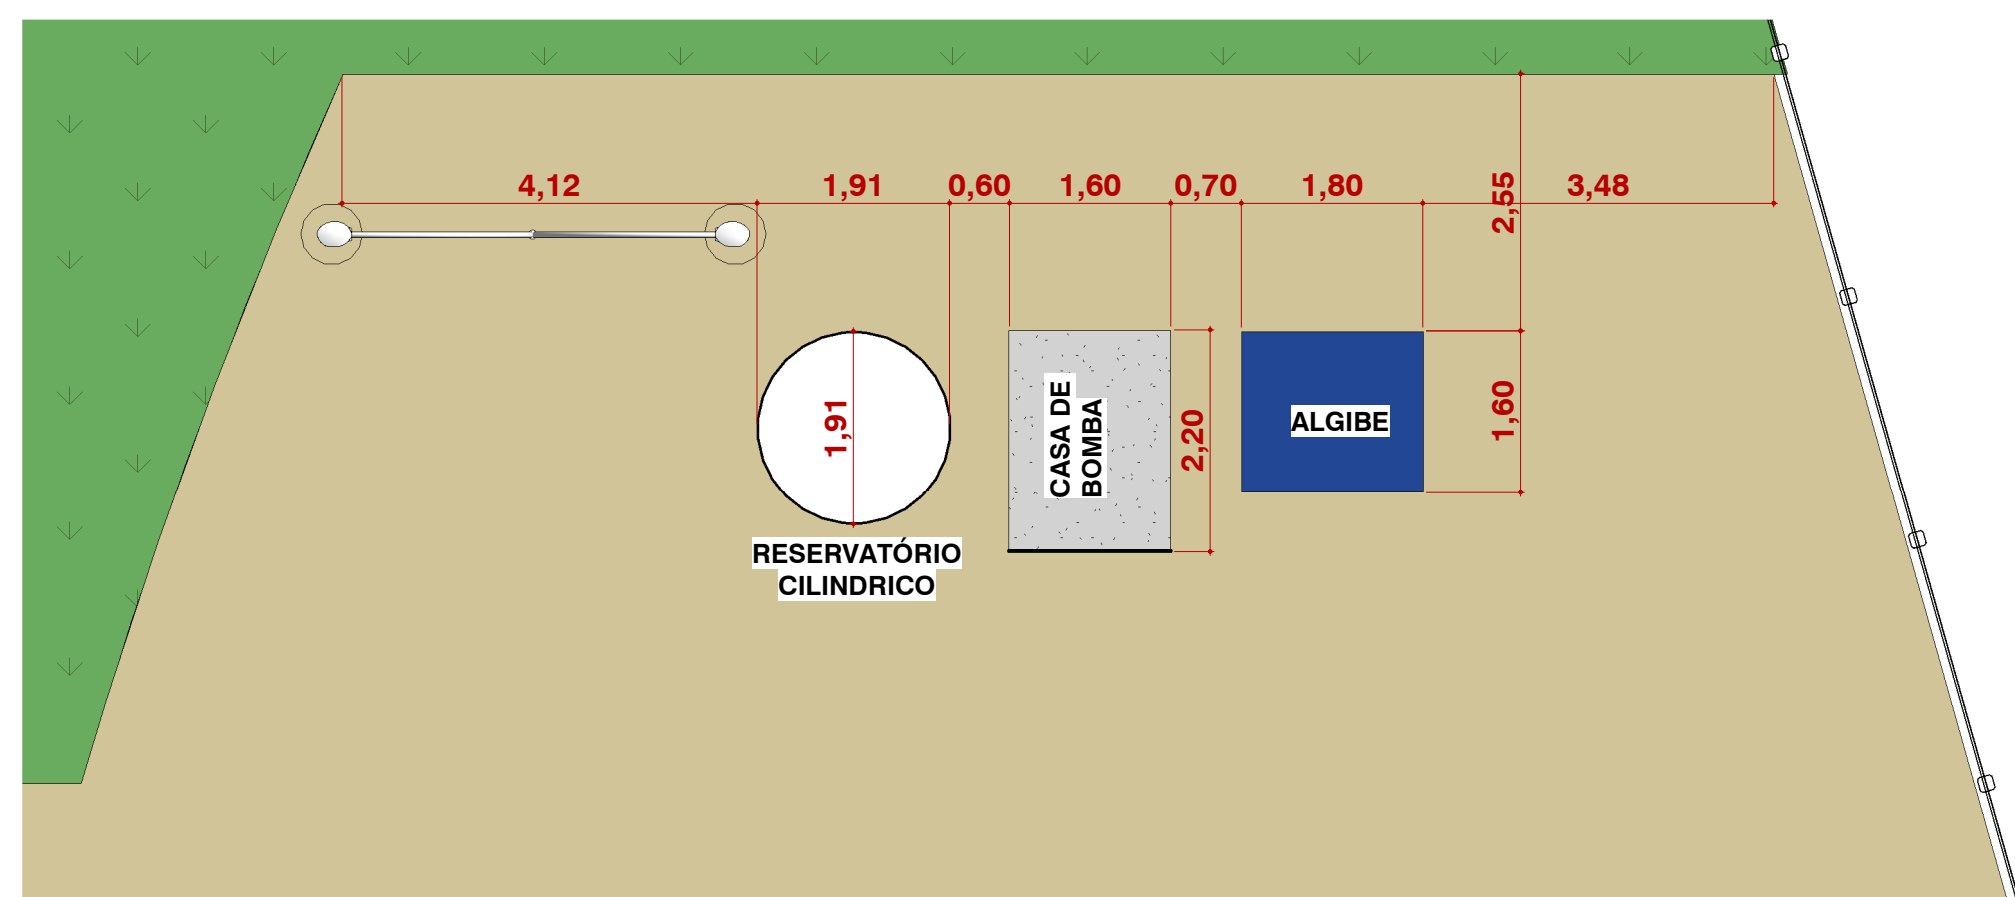 4,12
1,91
0,60
1,60
0,70
1,80
2,55
3,48
1,91
CASA DE
BOMBA
2,20
ALGIBE
1,60
RESERVATÓRIO
CILINDRICO